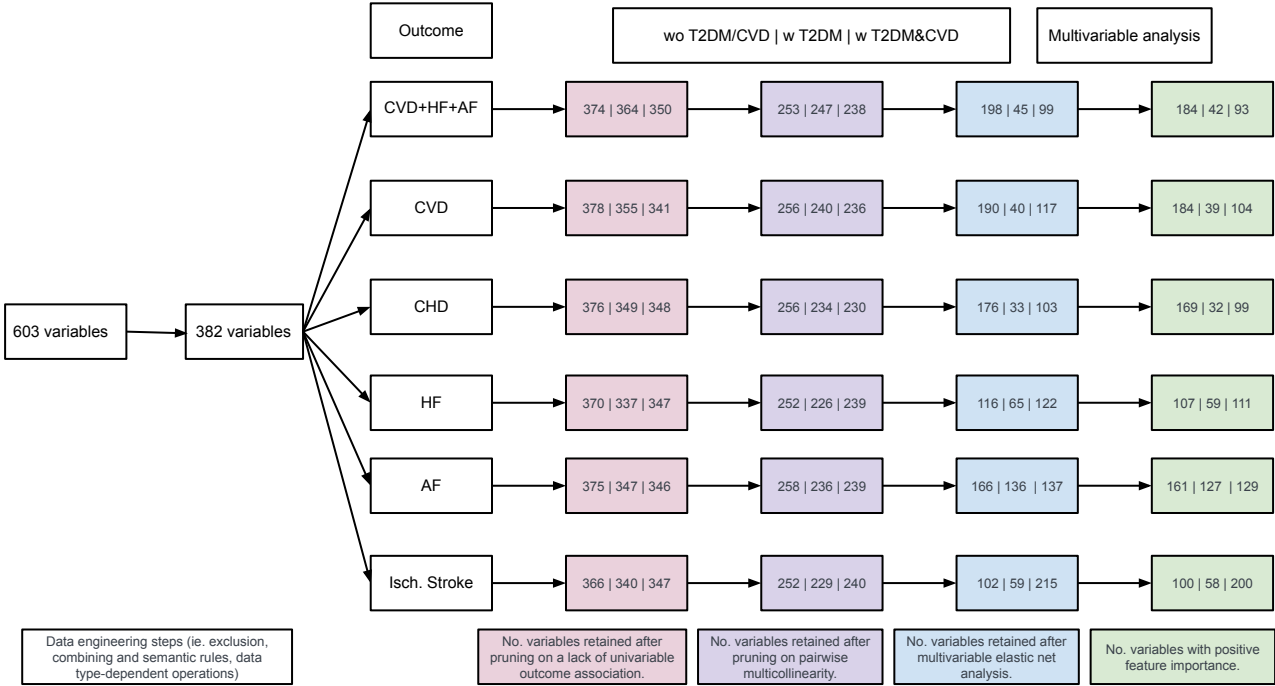 Outcome
wo T2DM/CVD | w T2DM | w T2DM&CVD
Multivariable analysis
CVD+HF+AF
374 | 364 | 350
253 | 247 | 238
198 | 45 | 99
184 | 42 | 93
CVD
378 | 355 | 341
256 | 240 | 236
190 | 40 | 117
184 | 39 | 104
603 variables
382 variables
CHD
376 | 349 | 348
256 | 234 | 230
176 | 33 | 103
169 | 32 | 99
HF
370 | 337 | 347
252 | 226 | 239
116 | 65 | 122
107 | 59 | 111
AF
375 | 347 | 346
258 | 236 | 239
166 | 136 | 137
161 | 127 | 129
Isch. Stroke
366 | 340 | 347
252 | 229 | 240
102 | 59 | 215
100 | 58 | 200
Data engineering steps (ie. exclusion,
combining and semantic rules, data
type-dependent operations)
No. variables retained after
pruning on a lack of univariable
outcome association.
No. variables retained after
pruning on pairwise
multicollinearity.
No. variables retained after
multivariable elastic net
analysis.
No. variables with positive
feature importance.